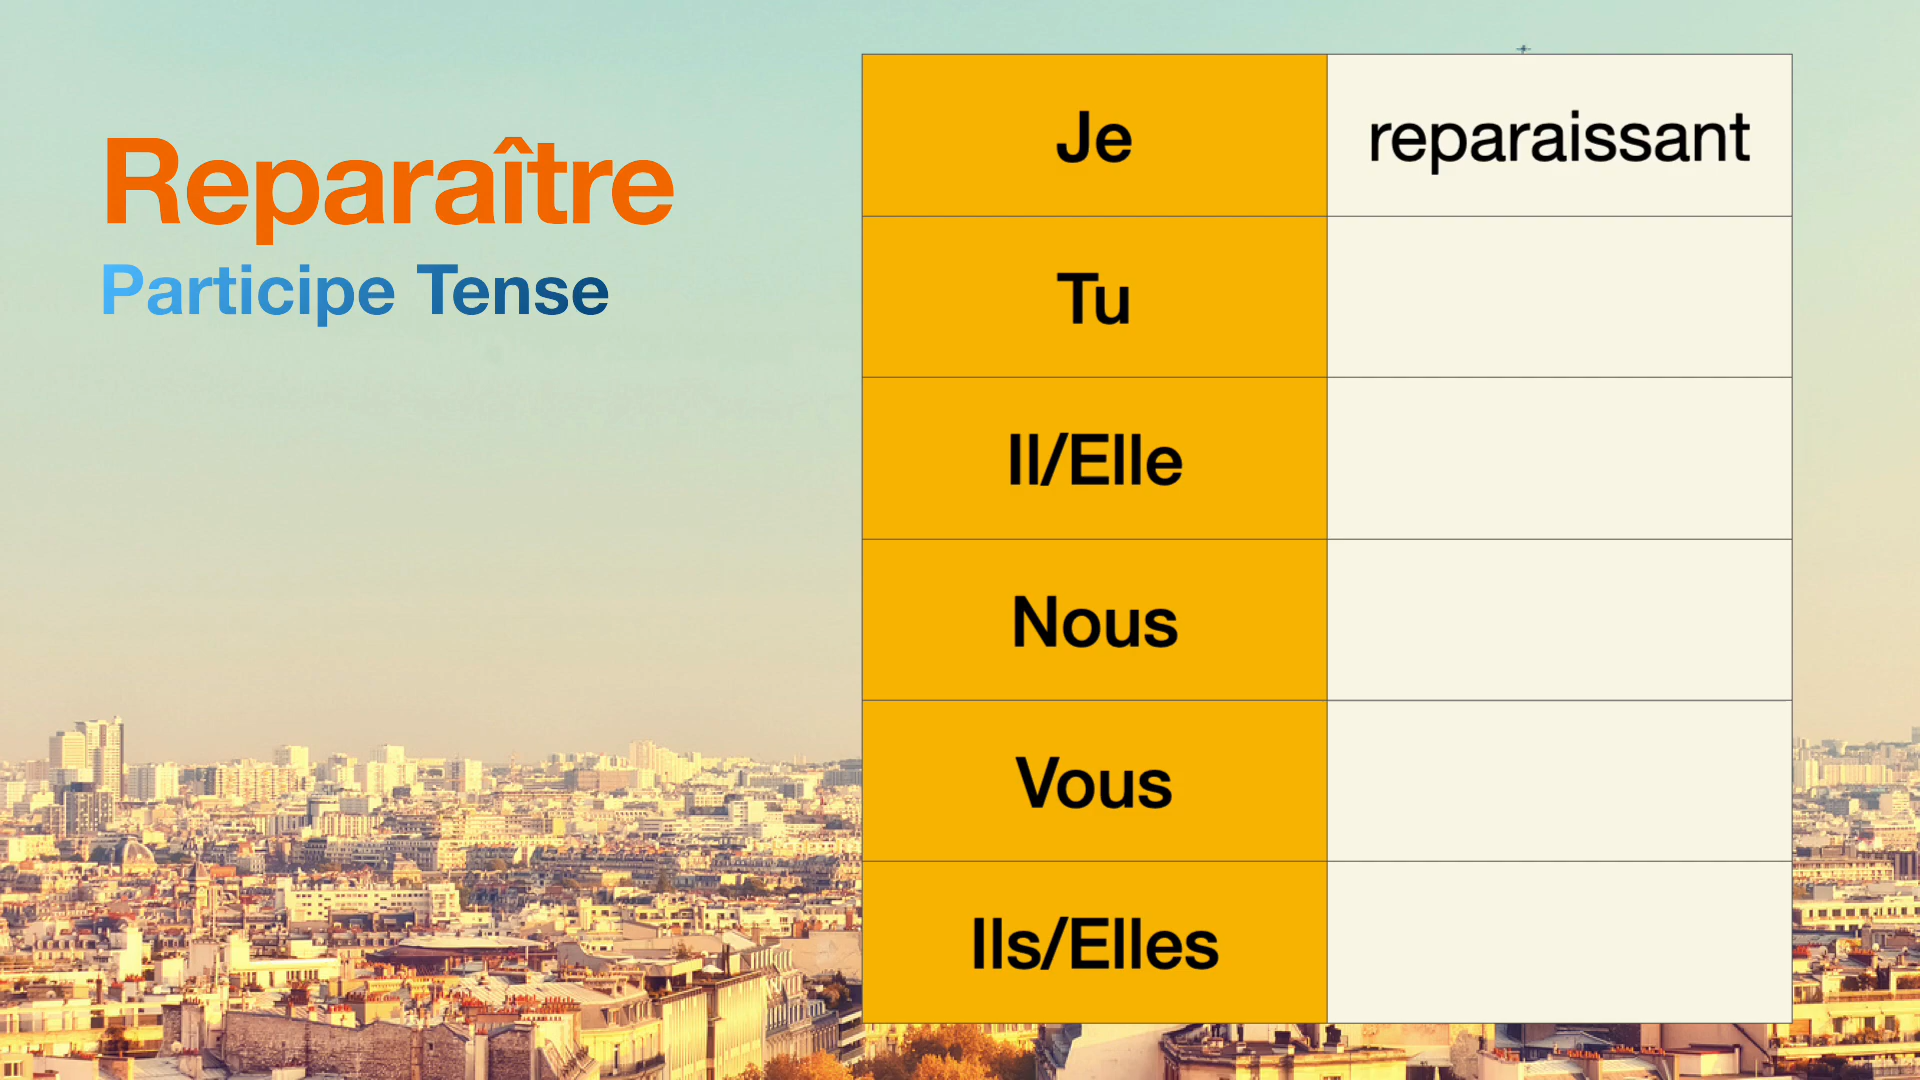 Reparaître
Participe Tense
Je reparaissant
Tu
Il/Elle
Nous
Vous
Ils/Elles